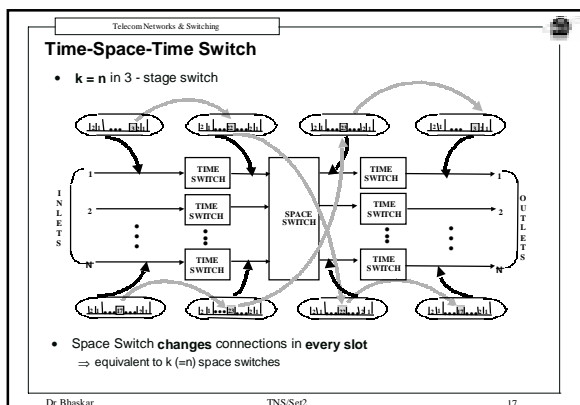 Telecom Networks & Switching
Time-Space-Time Switch
• k = n in 3 - stage switch
INLETS
1
2
N
TIME SWITCH
TIME SWITCH
TIME SWITCH
SPACE SWITCH
TIME SWITCH
TIME SWITCH
TIME SWITCH
1
2
N
OUTLETS
• Space Switch changes connections in every slot
⇒ equivalent to k (=n) space switches
Dr Bhaskar
TNS/Set2
17